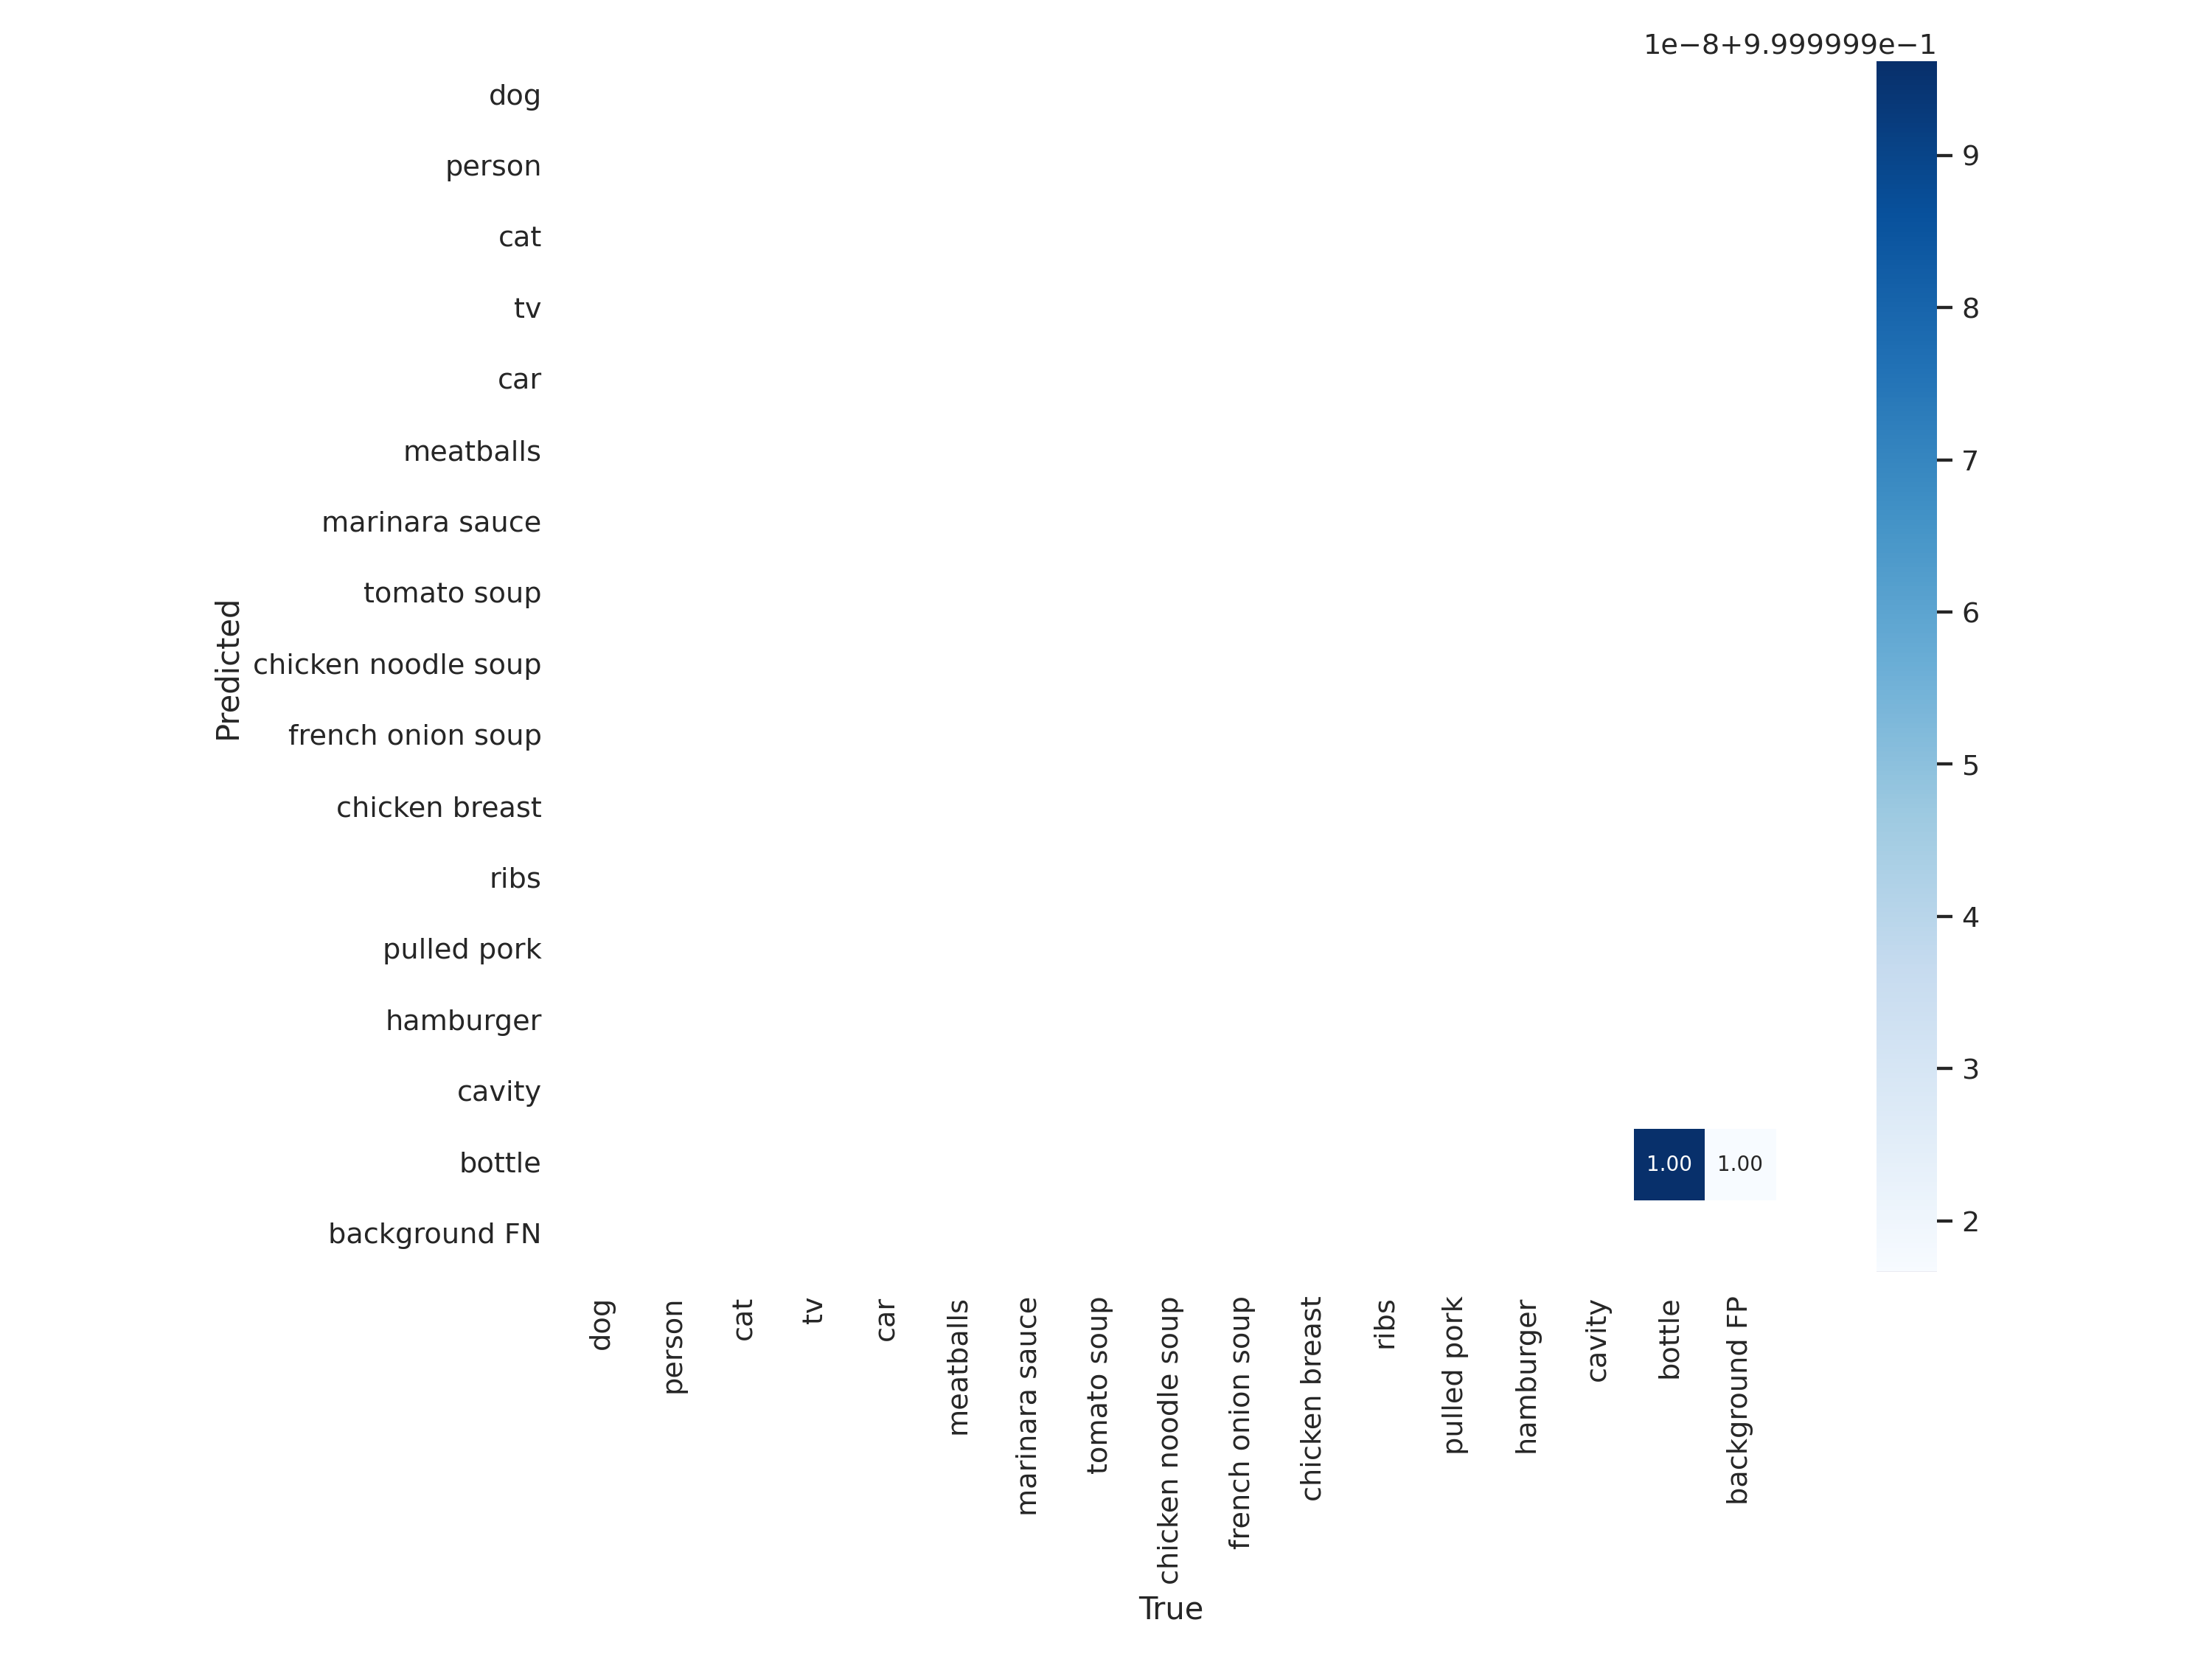 1e−8+9.999999e−1
dog
person
cat
tv
car
meatballs
marinara sauce
tomato soup
chicken noodle soup
french onion soup
chicken breast
ribs
pulled pork
hamburger
cavity
bottle
background FN
Predicted
1.00 1.00
9
8
7
6
5
4
3
2
dog
person
cat
tv
car
meatballs
marinara sauce
tomato soup
chicken noodle soup
french onion soup
chicken breast
ribs
pulled pork
hamburger
cavity
bottle
background FP
True